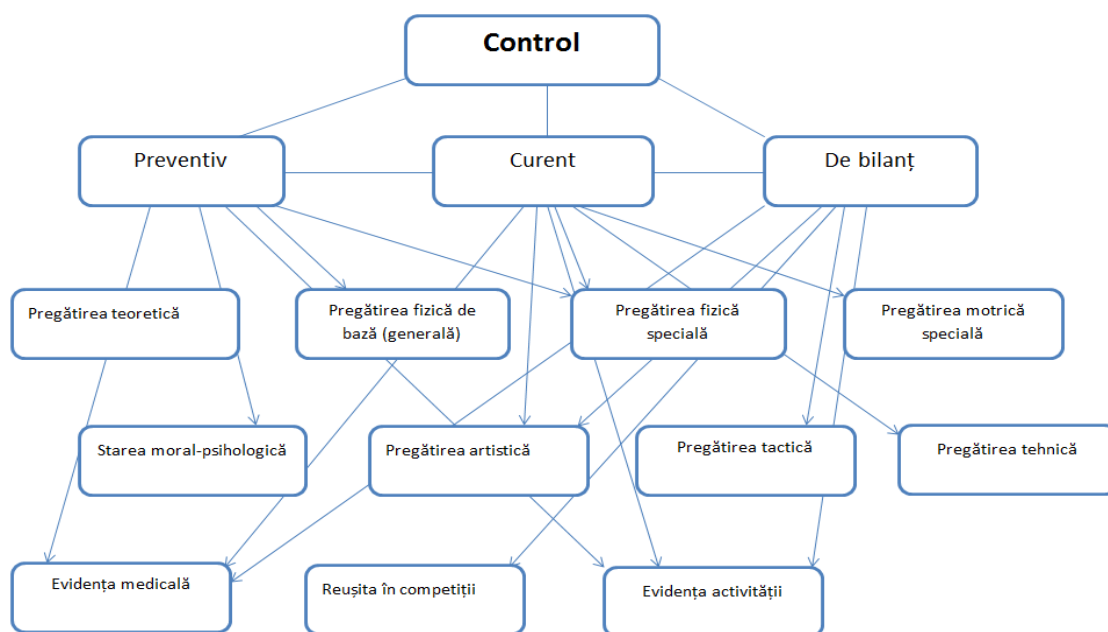 Control
Preventiv
Curent
De bilanț
Pregătirea teoretică
Pregătirea fizică de
bază (generală)
Pregătirea fizică
specială
Pregătirea motrică
specială
Starea moral-psihologică
Pregătirea artistică
Pregătirea tactică
Pregătirea tehnică
Evidența medicală
Reușita în competiții
Evidența activității